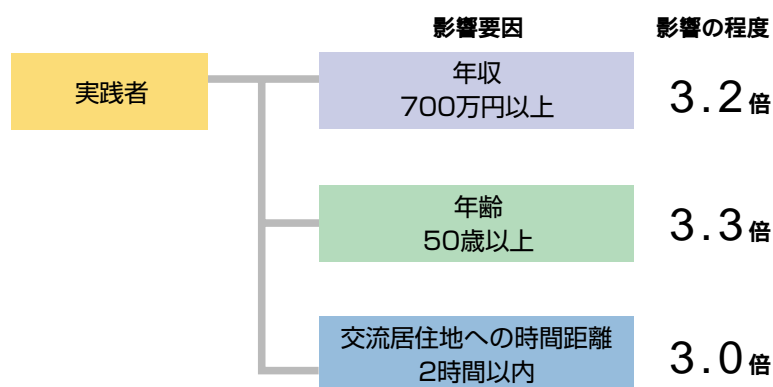 影響要因
影響の程度
実践者
年収
700万円以上
3.2倍
年齢
50歳以上
3.3倍
交流居住地への時間距離
2時間以内
3.0倍